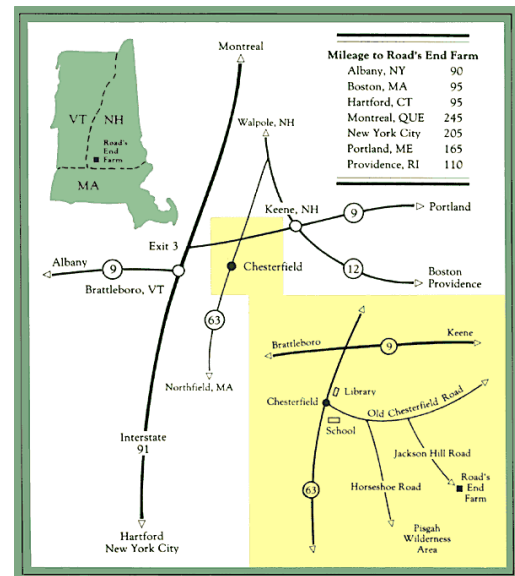 Montreal
Mileage to Road's End Farm
Albany, NY 90
Boston, MA 95
Hartford, CT 95
Montreal, QUE 245
New York City 205
Portland, ME 165
Providence, RI 110
VT
NH
Road's
End
Farm
MA
Walpole, NH
Keene, NH
9
Portland
Exit 3
Albany
9
Brattleboro, VT
Chesterfield
12
Boston
Providence
63
Northfield, MA
Interstate
91
Hartford
New York City
Brattleboro
9
Keene
Chesterfield
Library
School
Old Chesterfield Road
Jackson Hill Road
Horseshoe Road
Road's
End
Farm
63
Pisgah
Wilderness
Area